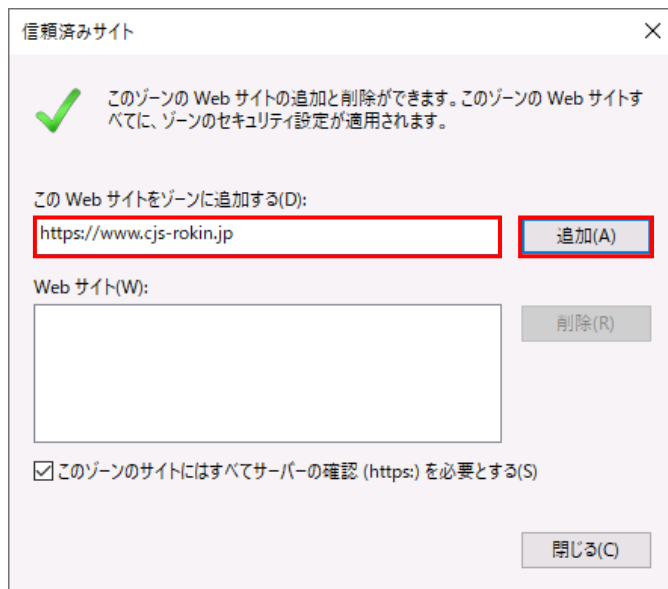 信頼済みサイト
このゾーンの Web サイトの追加と削除ができます。このゾーンの Web サイトす
べてに、ゾーンのセキュリティ設定が適用されます。
この Web サイトをゾーンに追加する(D):
https://www.cjs-rokin.jp
追加(A)
Web サイト(W):
削除(R)
このゾーンのサイトにはすべてサーバーの確認 (https:) を必要とする(S)
閉じる(C)